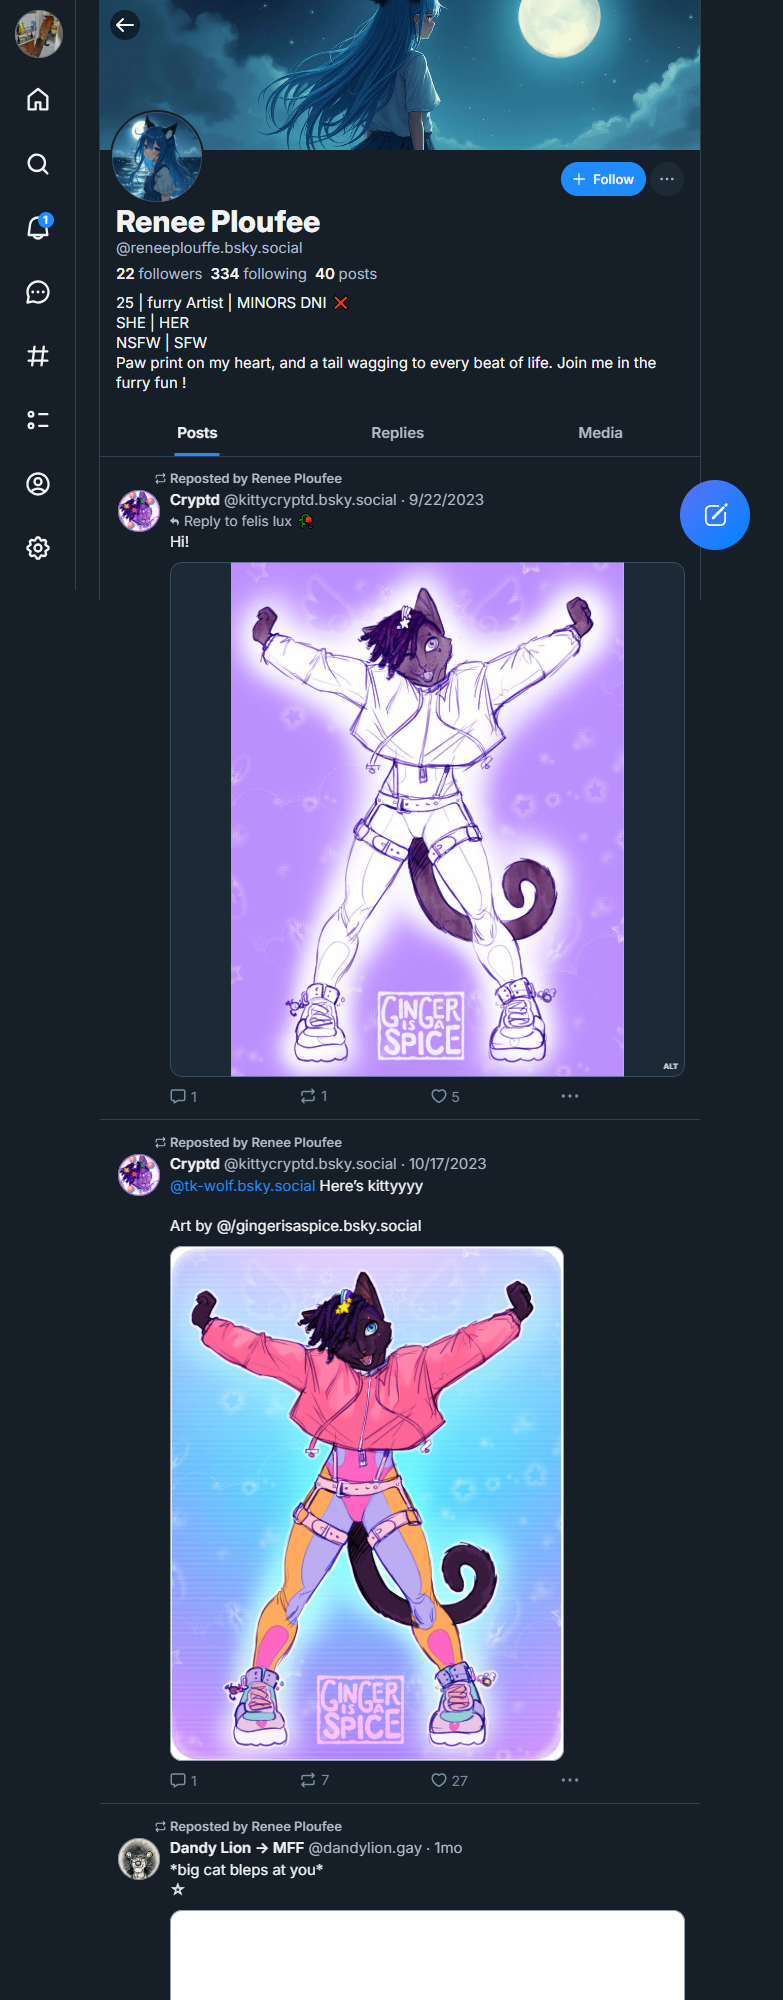 1
+ Follow
Renee Ploufee
@reneeplouffe.bsky.social
22 followers 334 following 40 posts
25 | furry Artist | MINORS DNI ❌
SHE | HER
NSFW | SFW
Paw print on my heart, and a tail wagging to every beat of life. Join me in the
furry fun !
Posts Replies Media
Reposted by Renee Ploufee
Cryptd @kittycryptd.bsky.social · 9/22/2023
Reply to felis lux 🥀
Hi!
GINGER
IS A
SPICE
ALT
1 1 5
Reposted by Renee Ploufee
Cryptd @kittycryptd.bsky.social · 10/17/2023
@tk-wolf.bsky.social Here's kittyyyy
Art by @/gingerisaspice.bsky.social
GINGER
IS A
SPICE
1 7 27
Reposted by Renee Ploufee
Dandy Lion → MFF @dandylion.gay · 1mo
*big cat bleps at you*
☆